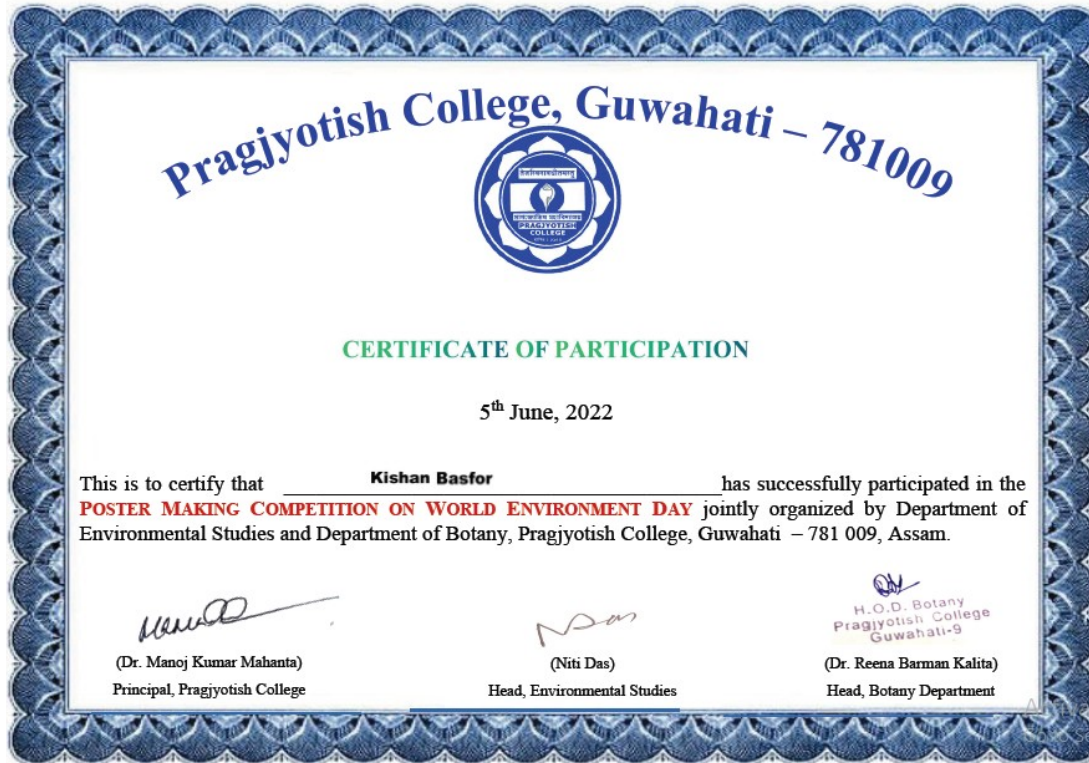 Pragjyotish College, Guwahati – 781009
PRAGJYOTISH
COLLEGE
CERTIFICATE OF PARTICIPATION
5th June, 2022
This is to certify that Kishan Basfor has successfully participated in the
POSTER MAKING COMPETITION ON WORLD ENVIRONMENT DAY jointly organized by Department of
Environmental Studies and Department of Botany, Pragjyotish College, Guwahati – 781 009, Assam.
H.O.D. Botany
Pragjyotish College
Guwahati-9
(Dr. Manoj Kumar Mahanta) (Niti Das) (Dr. Reena Barman Kalita)
Principal, Pragjyotish College Head, Environmental Studies Head, Botany Department